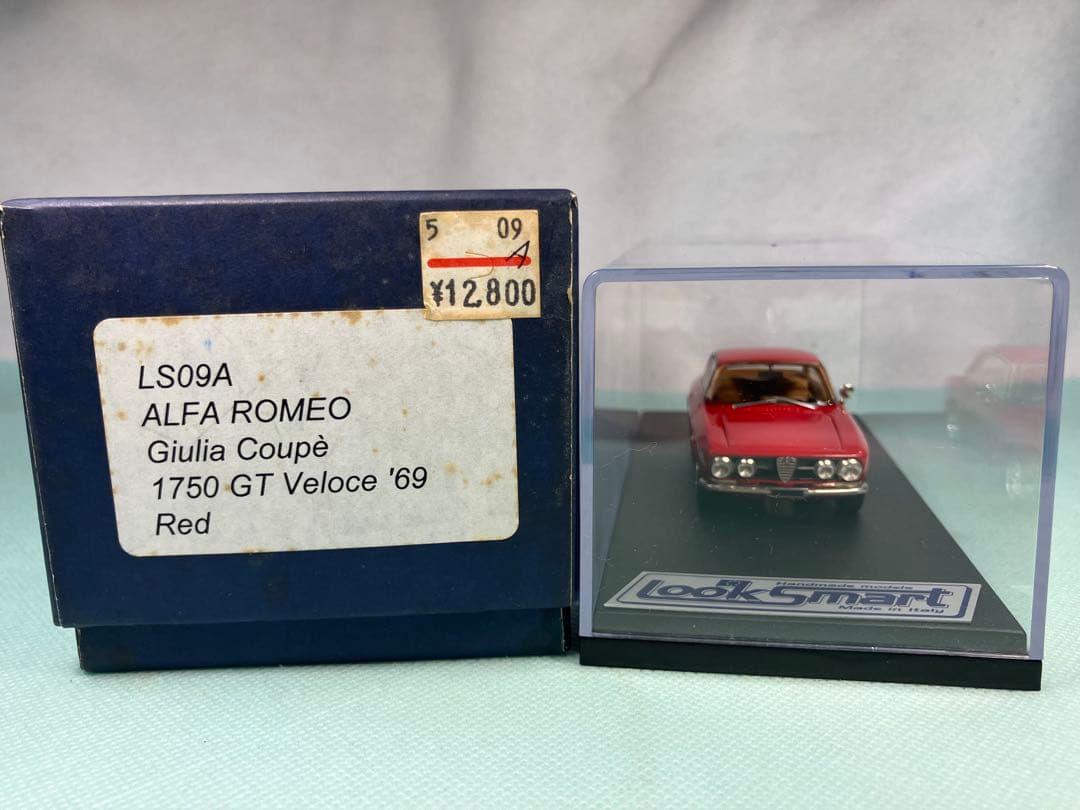 5 09
A
¥12,800
LS09A
ALFA ROMEO
Giulia Coupè
1750 GT Veloce '69
Red
Handmade models
LookSmart
Made in Italy